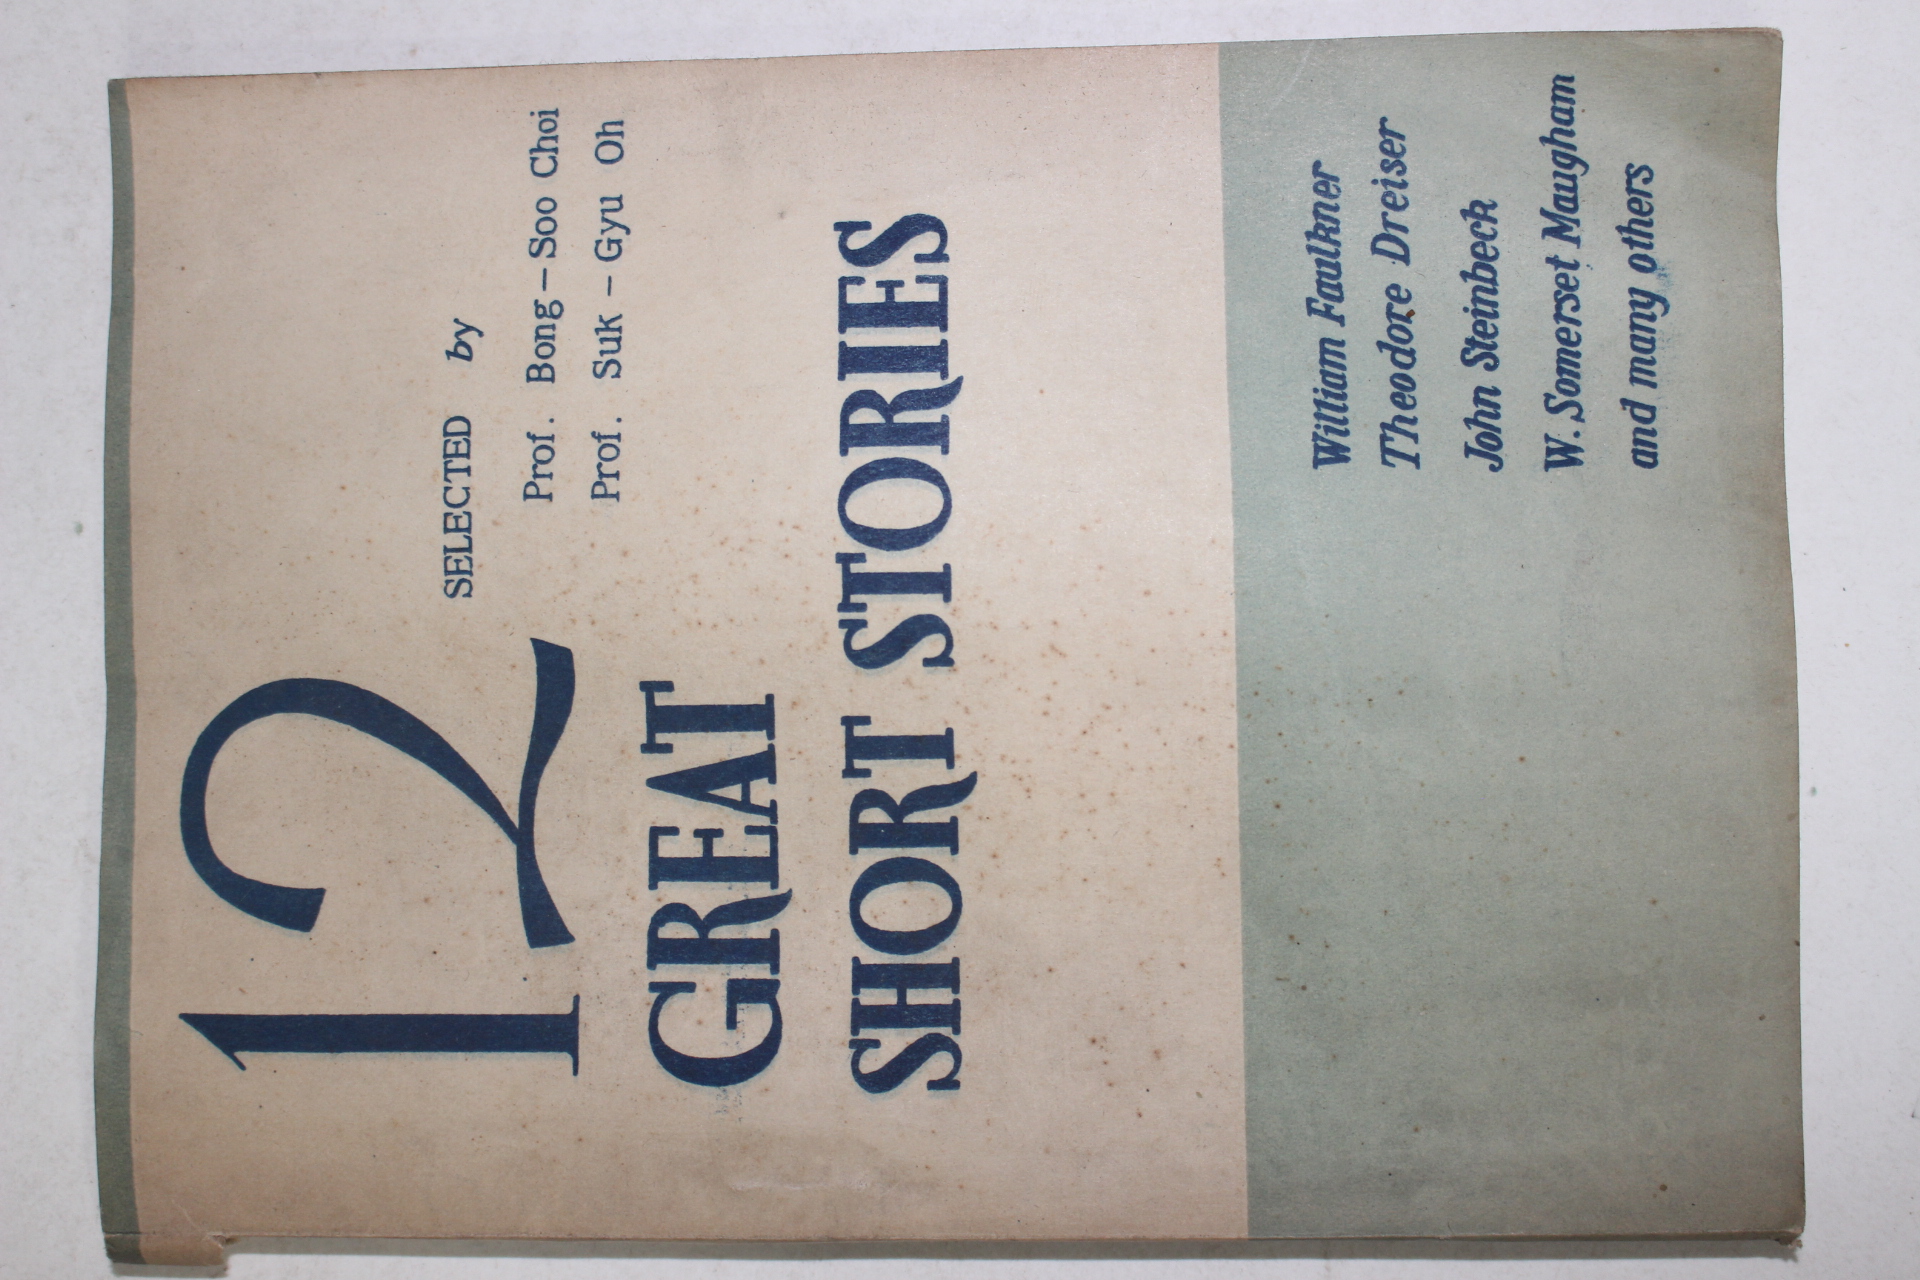 12
SELECTED by
Prof. Bong-Soo Choi
Prof. Suk-Gyu Oh
GREAT
SHORT STORIES
William Faulkner
Theodore Dreiser
John Steinbeck
W. Somerset Maugham
and many others